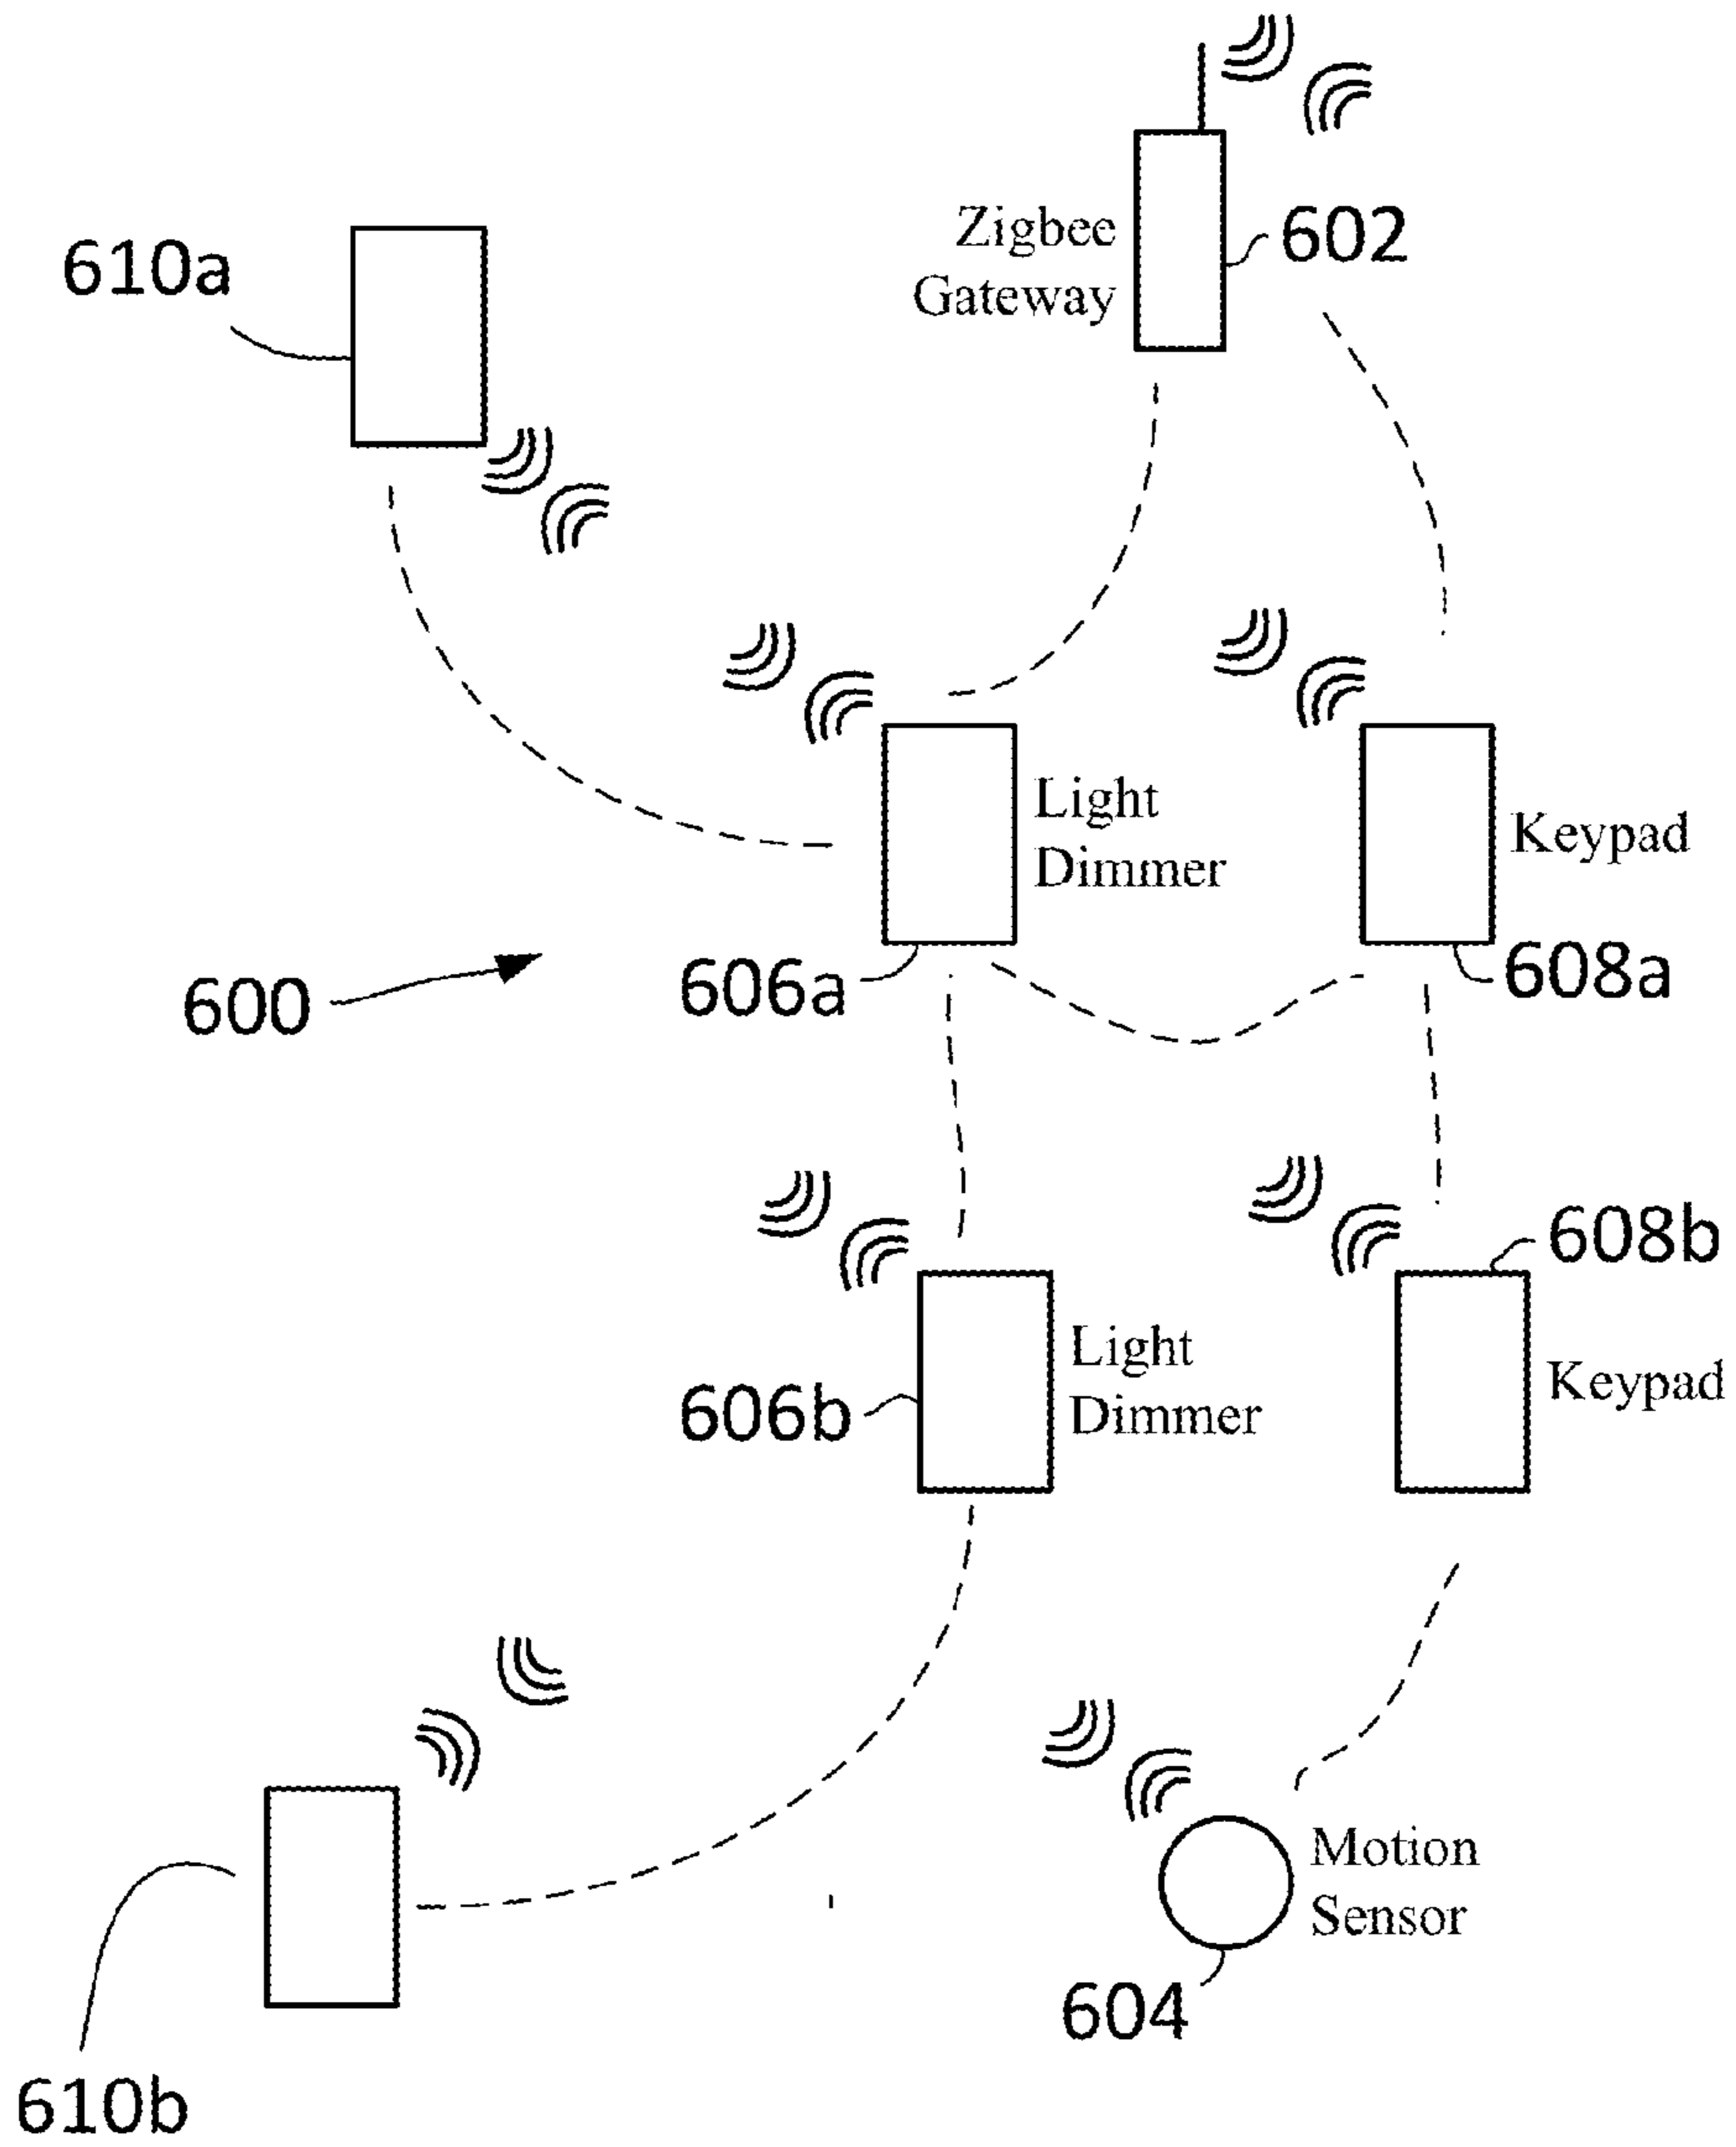 Zigbee
Gateway
602
610a
Light
Dimmer
Keypad
606a
608a
600
608b
Light
Dimmer
Keypad
606b
Motion
Sensor
604
610b